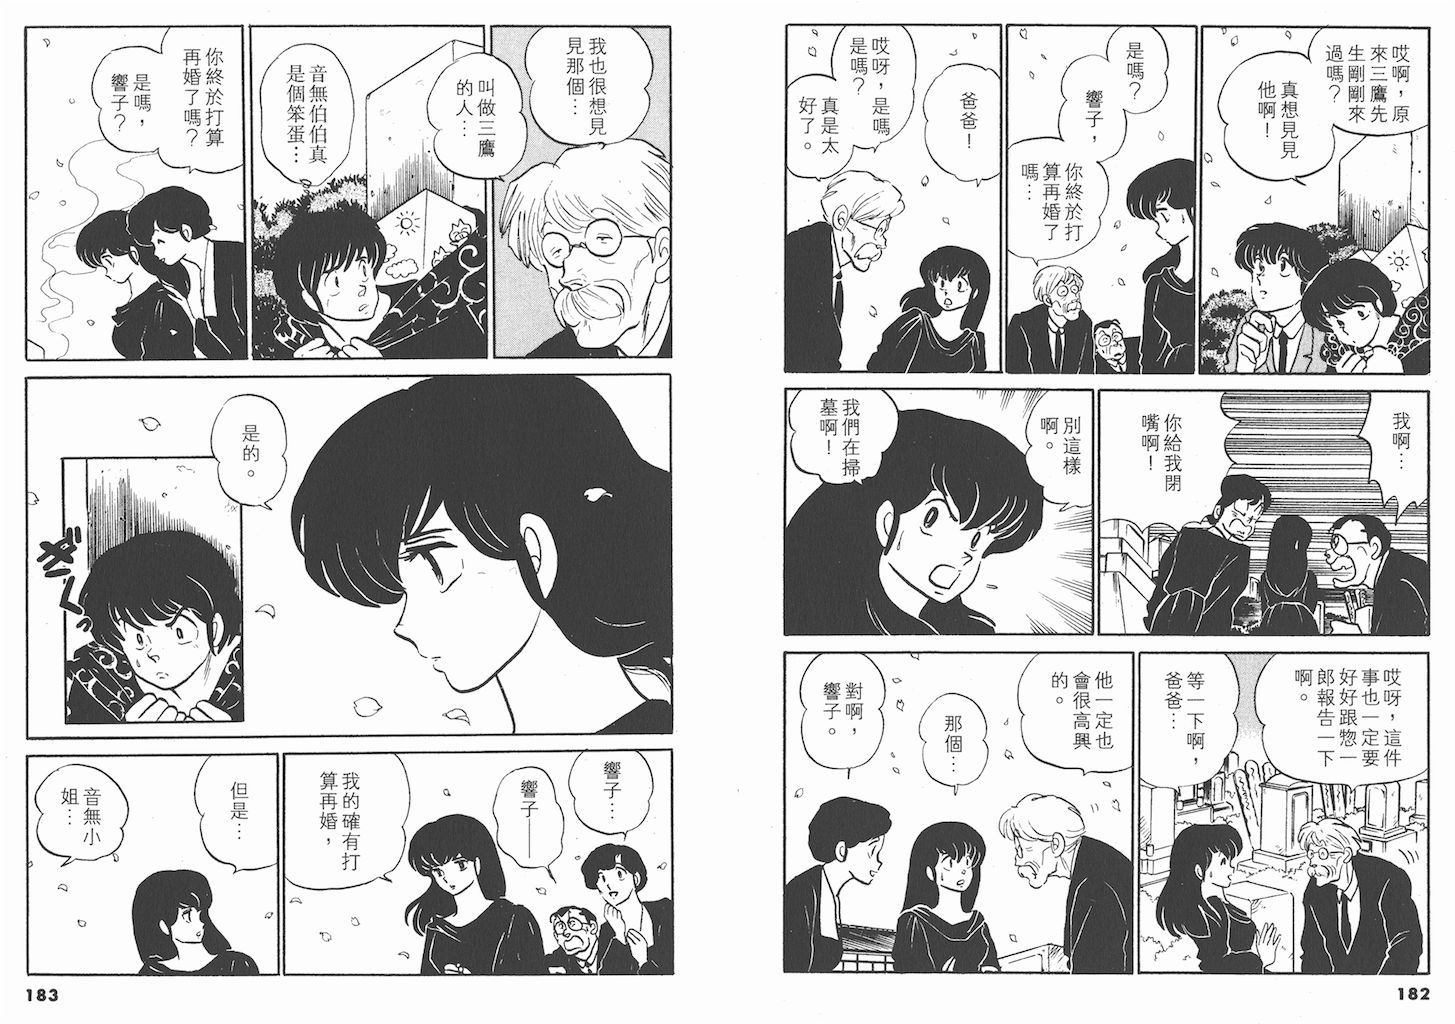 哎啊，原
來三鷹先
生剛剛來
過嗎？
真想見見
他啊！
是嗎？
響子，
你終於打
算再婚了
嗎…
爸爸！
哎呀，是嗎
是嗎？
真是太
好了。
我啊…
你給我閉
嘴啊！
別這樣
啊。
我們在掃
墓啊！
哎呀，這件
事也一定要
好好跟惣一
郎報告一下
啊。
等一下啊，
爸爸…
他一定也
會很高興
的。
那個…
對啊，
響子。
182
我也很想見
見那個…
叫做三鷹
的人…
音無伯伯真
是個笨蛋…
你終於打算
再婚了嗎？
是嗎，
響子？
是的。
ぎくっ
響子…
響子──
我的確有打
算再婚，
但是…
音無小
姐…
183